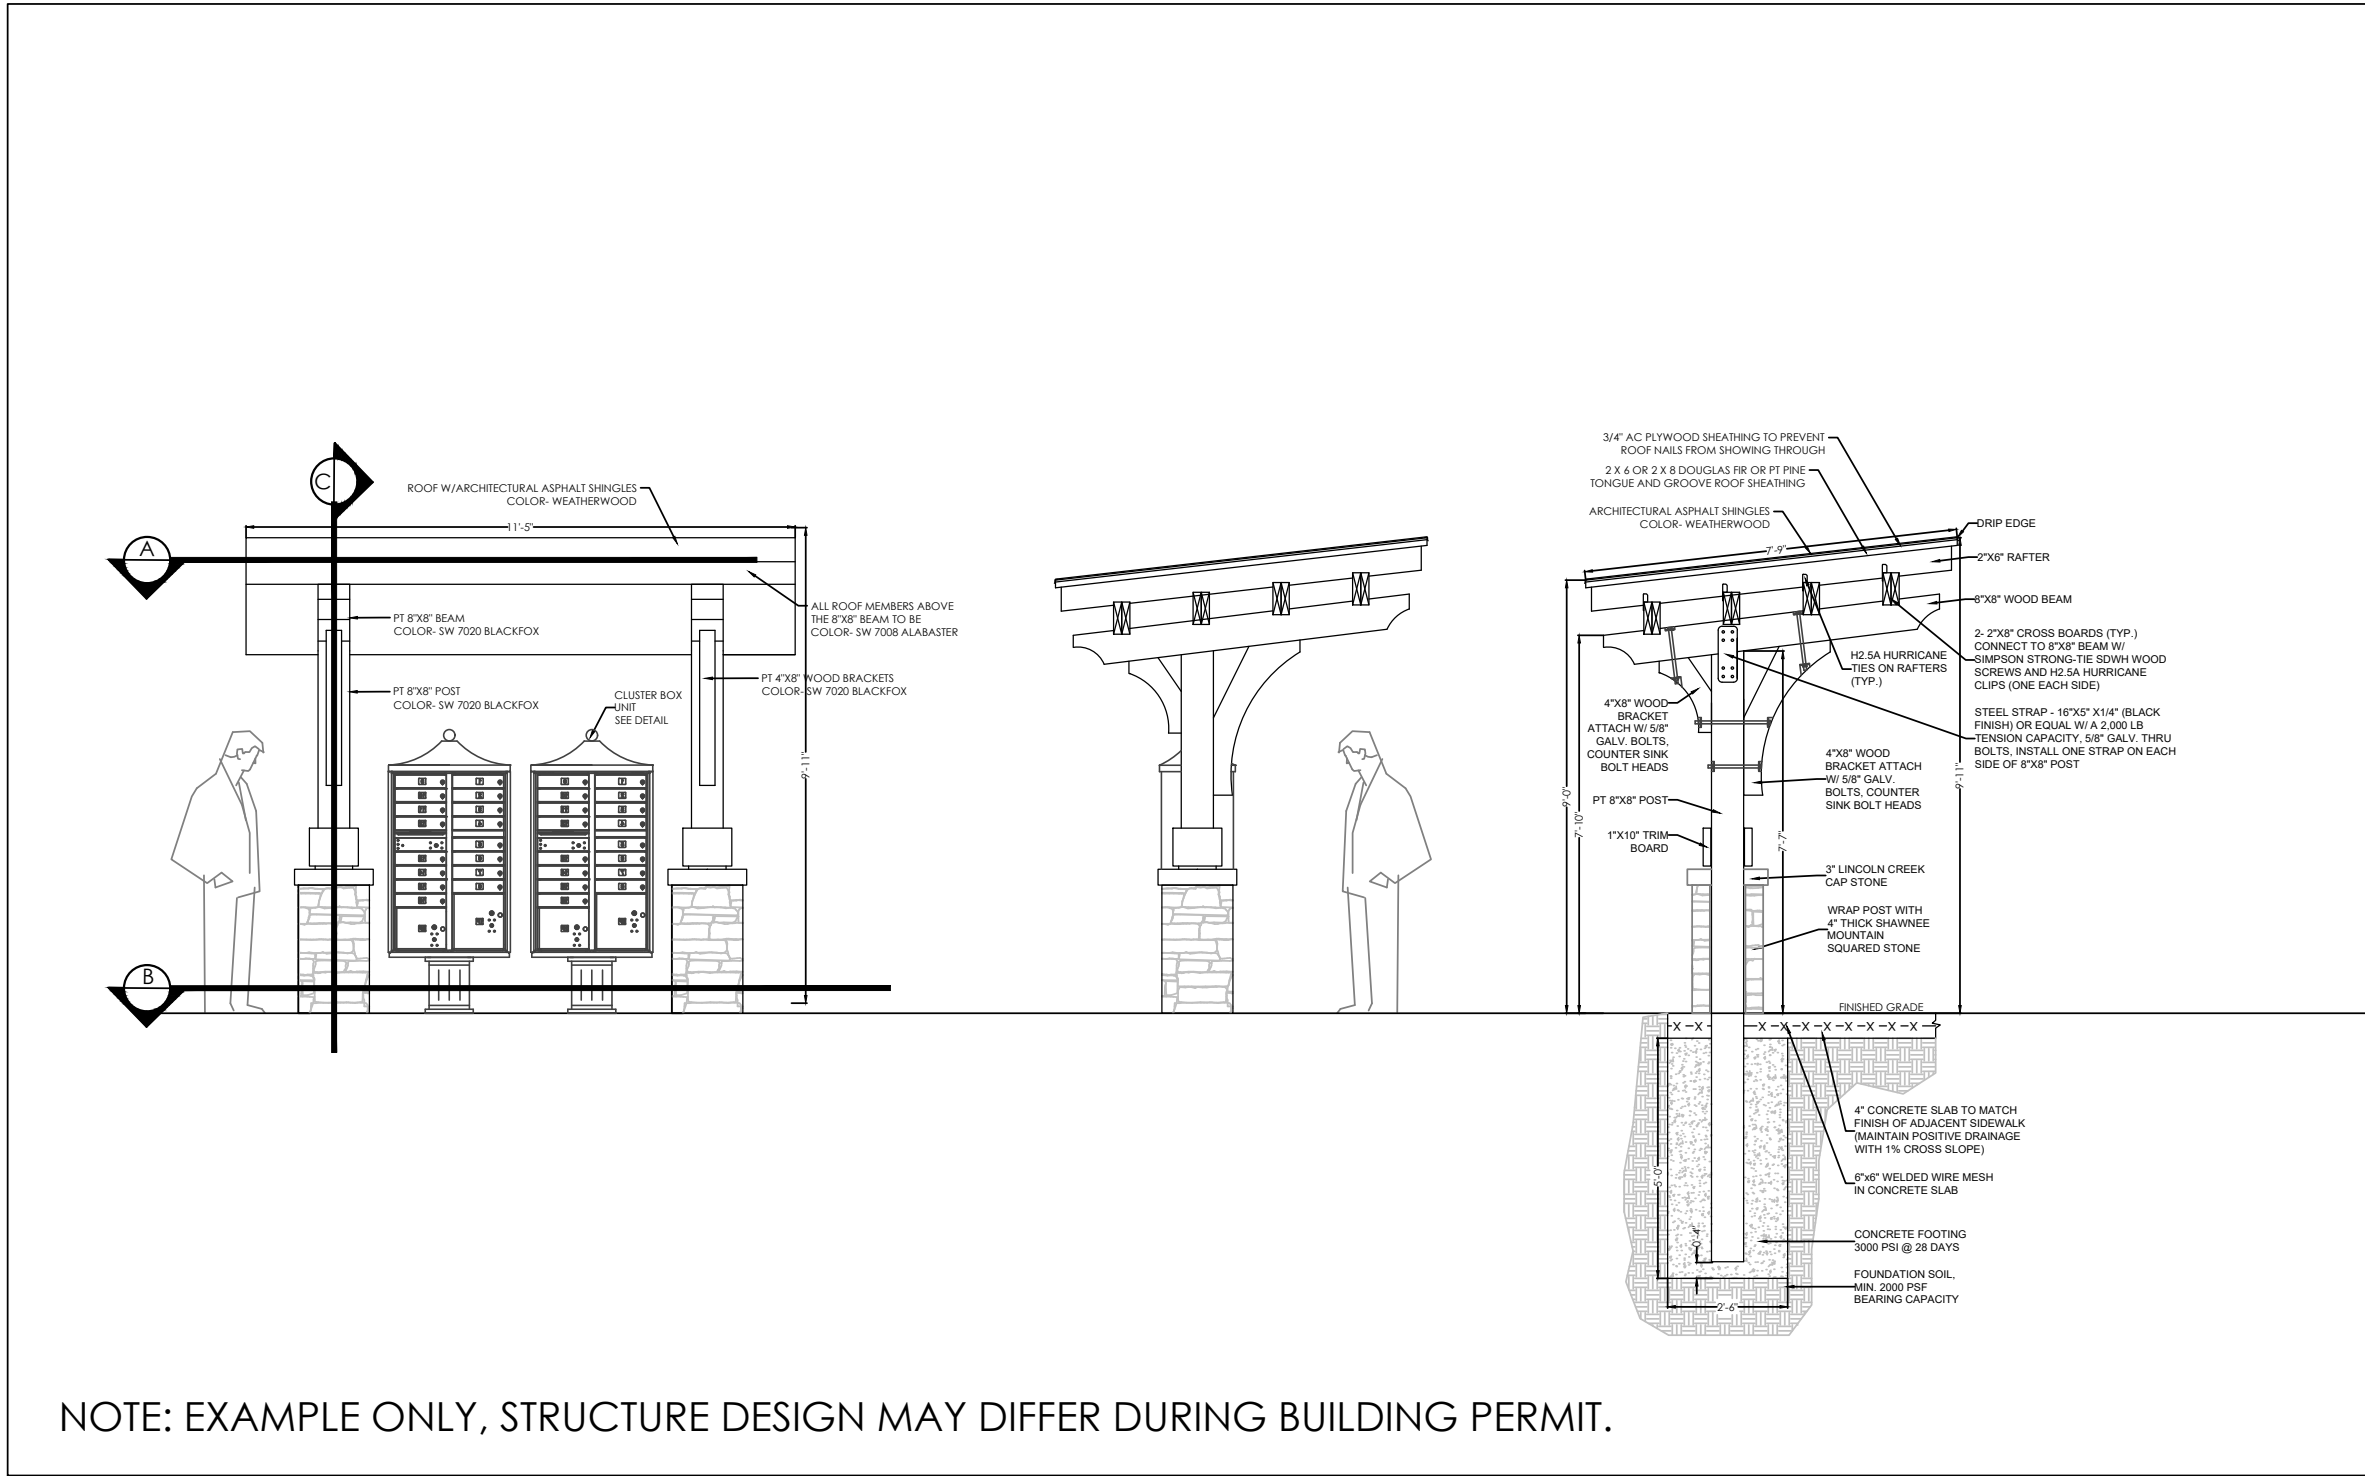 C
ROOF W/ARCHITECTURAL ASPHALT SHINGLES
COLOR- WEATHERWOOD
11'-5"
A
ALL ROOF MEMBERS ABOVE
THE 8"X8" BEAM TO BE
COLOR- SW 7008 ALABASTER
PT 8"X8" BEAM
COLOR- SW 7020 BLACKFOX
PT 4"X8" WOOD BRACKETS
COLOR- SW 7020 BLACKFOX
PT 8"X8" POST
COLOR- SW 7020 BLACKFOX
CLUSTER BOX
UNIT
SEE DETAIL
9'-11"
B
3/4" AC PLYWOOD SHEATHING TO PREVENT
ROOF NAILS FROM SHOWING THROUGH
2 X 6 OR 2 X 8 DOUGLAS FIR OR PT PINE
TONGUE AND GROOVE ROOF SHEATHING
ARCHITECTURAL ASPHALT SHINGLES
COLOR- WEATHERWOOD
7'-9"
DRIP EDGE
2"X6" RAFTER
8"X8" WOOD BEAM
2- 2"X8" CROSS BOARDS (TYP.)
CONNECT TO 8"X8" BEAM W/
SIMPSON STRONG-TIE SDWH WOOD
SCREWS AND H2.5A HURRICANE
CLIPS (ONE EACH SIDE)
H2.5A HURRICANE
TIES ON RAFTERS
(TYP.)
STEEL STRAP - 16"X5" X1/4" (BLACK
FINISH) OR EQUAL W/ A 2,000 LB
TENSION CAPACITY, 5/8" GALV. THRU
BOLTS, INSTALL ONE STRAP ON EACH
SIDE OF 8"X8" POST
4"X8" WOOD
BRACKET
ATTACH W/ 5/8"
GALV. BOLTS,
COUNTER SINK
BOLT HEADS
4"X8" WOOD
BRACKET ATTACH
W/ 5/8" GALV.
BOLTS, COUNTER
SINK BOLT HEADS
9'-0"
7'-10"
7'-7"
9'-11"
PT 8"X8" POST
1"X10" TRIM
BOARD
3" LINCOLN CREEK
CAP STONE
WRAP POST WITH
4" THICK SHAWNEE
MOUNTAIN
SQUARED STONE
FINISHED GRADE
X X X X X X X X X
4" CONCRETE SLAB TO MATCH
FINISH OF ADJACENT SIDEWALK
(MAINTAIN POSITIVE DRAINAGE
WITH 1% CROSS SLOPE)
6"x6" WELDED WIRE MESH
IN CONCRETE SLAB
5'-0"
0'-4"
CONCRETE FOOTING
3000 PSI @ 28 DAYS
FOUNDATION SOIL,
MIN. 2000 PSF
BEARING CAPACITY
2'-6"
NOTE: EXAMPLE ONLY, STRUCTURE DESIGN MAY DIFFER DURING BUILDING PERMIT.